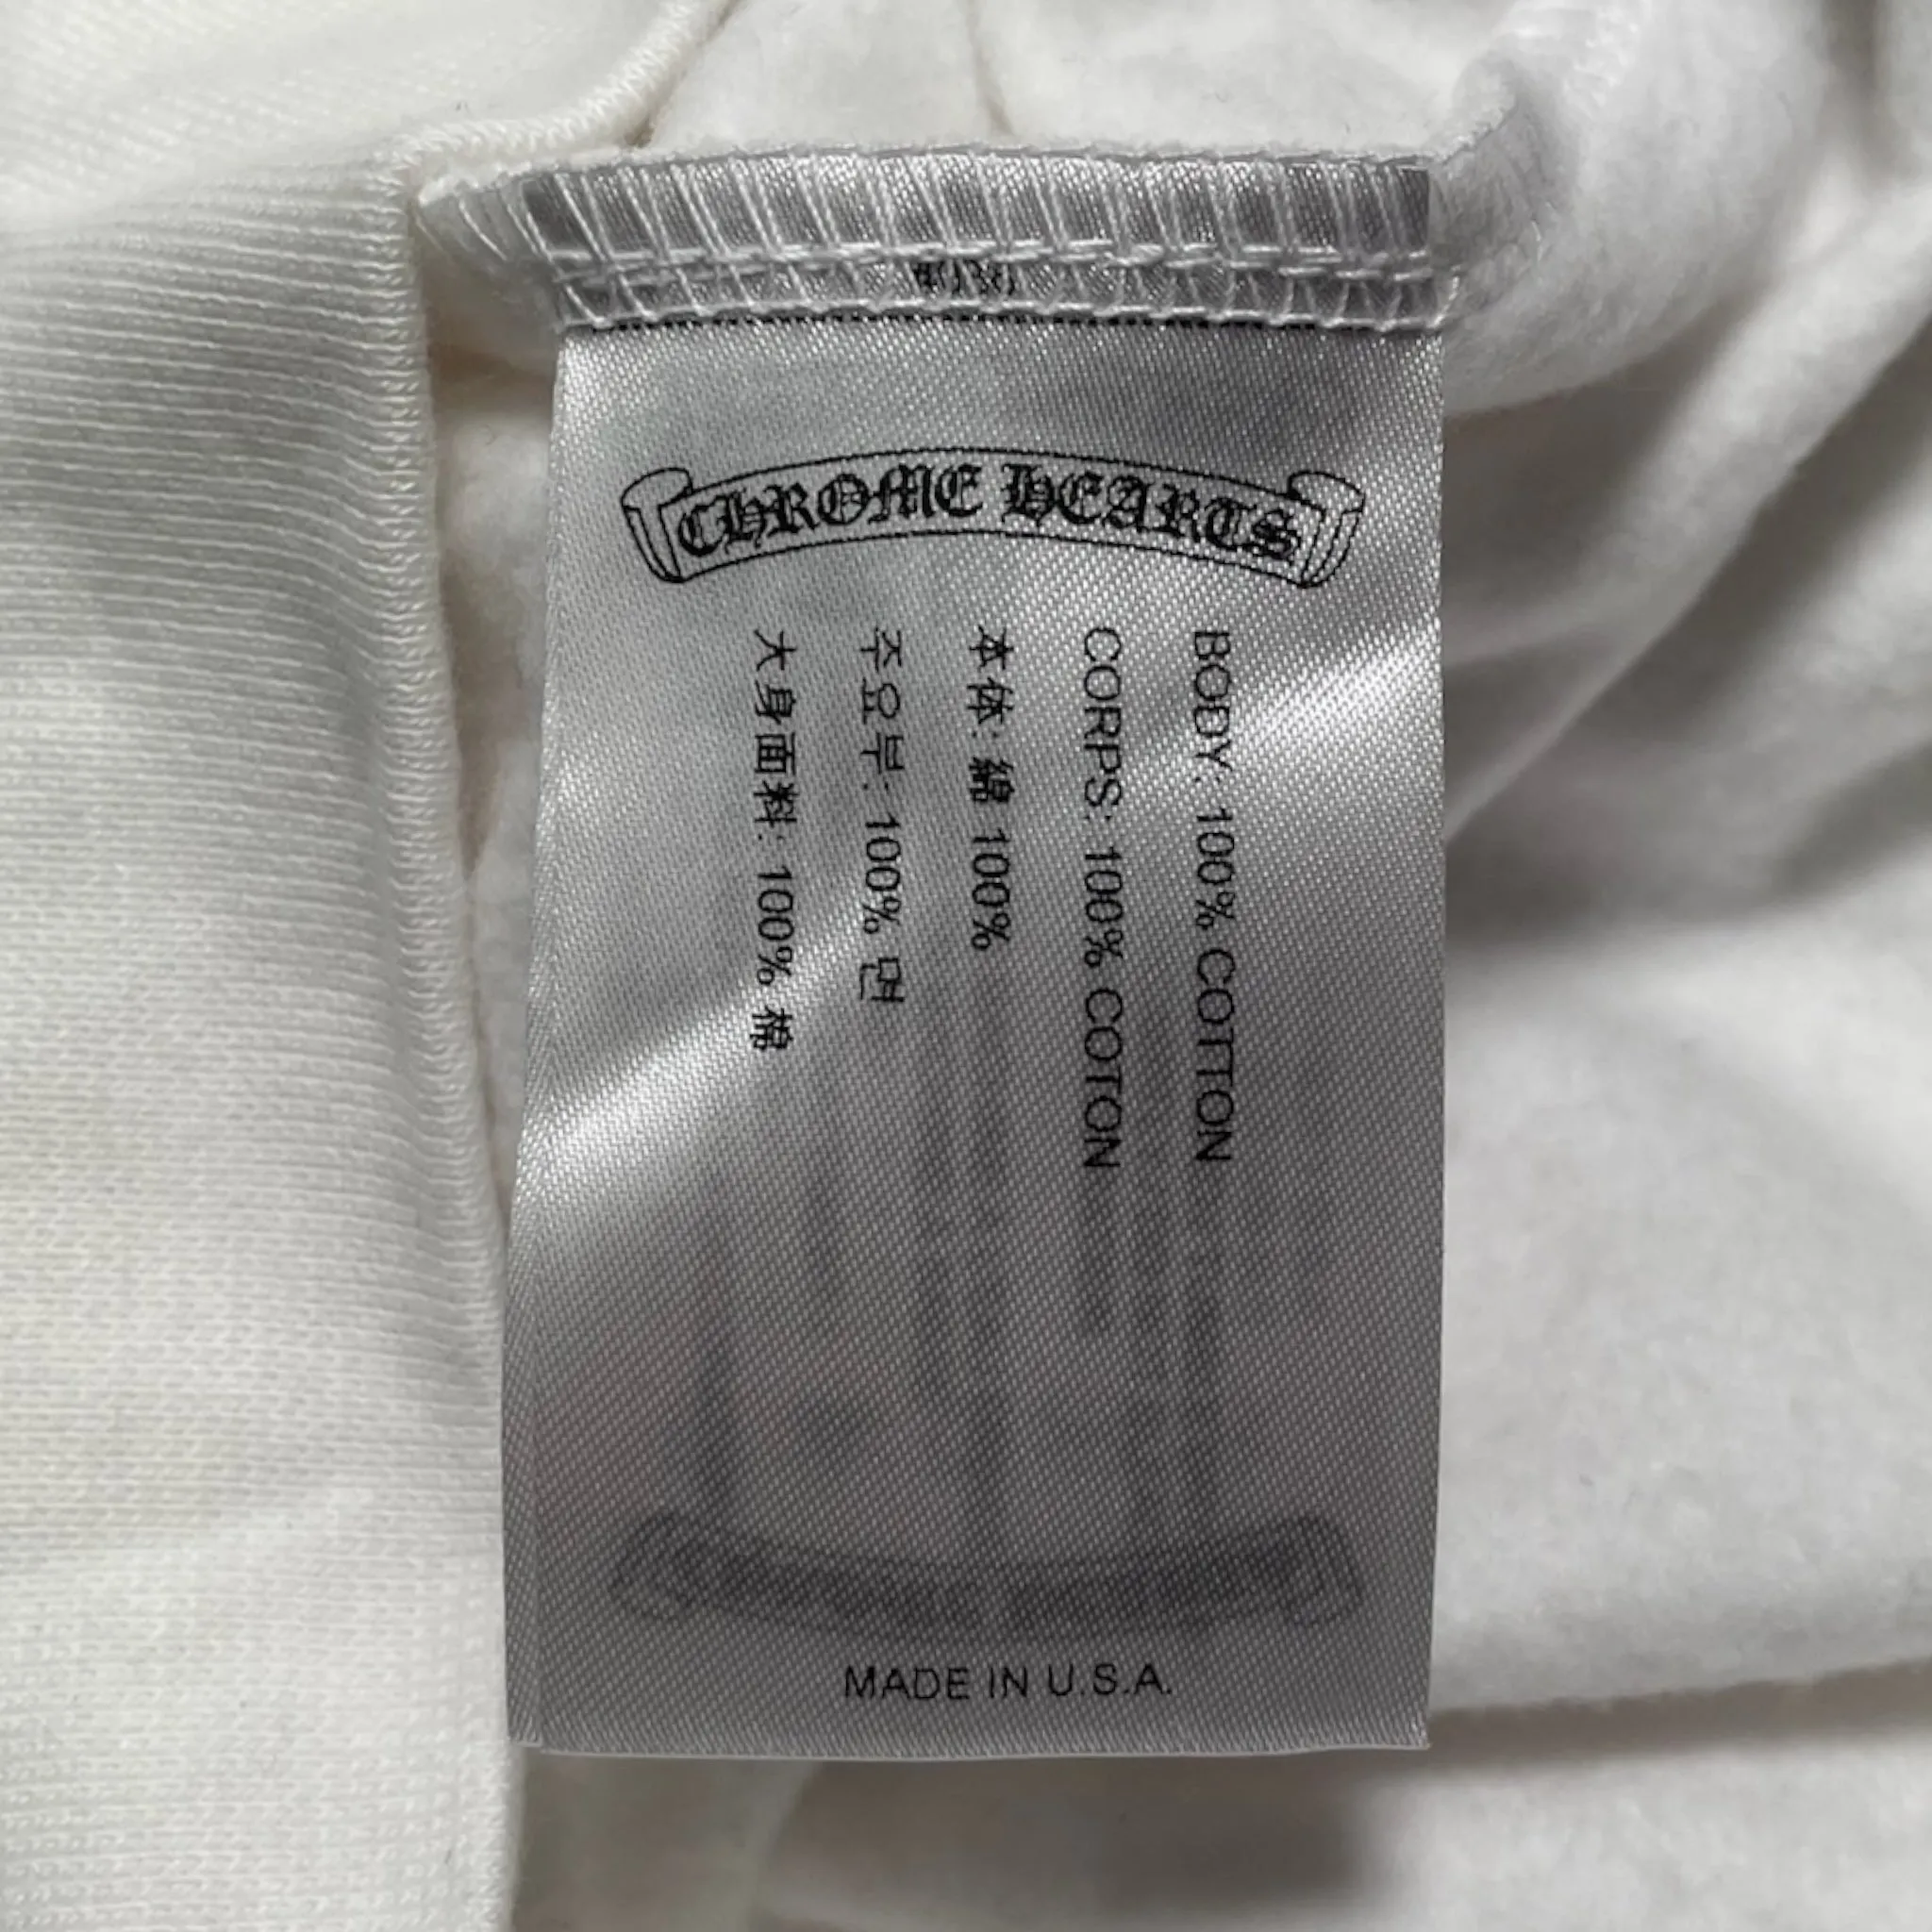 CHROME HEARTS
BODY: 100% COTTON
CORPS: 100% COTON
本体: 綿 100%
주요부: 100% 면
大身面料: 100% 棉
MADE IN U.S.A.